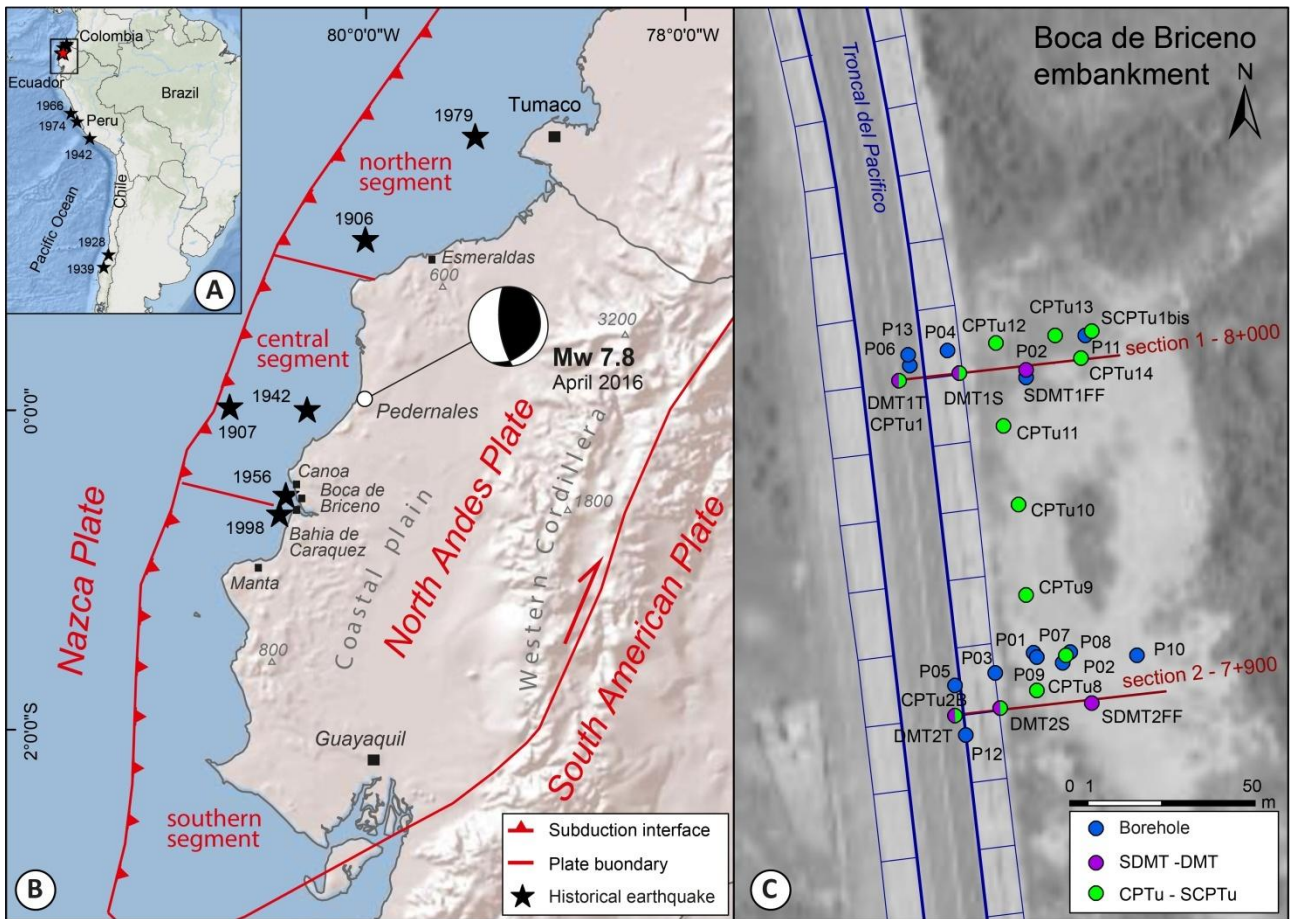 Colombia
Ecuador
Brazil
1966
Peru
1974
1942
Chile
Pacific Ocean
1928
1939
A
80°0'0"W
78°0'0"W
1979
Tumaco
northern
segment
1906
Esmeraldas
600
3200
central
segment
Mw 7.8
April 2016
0°0'0"
1942
1907
Pedernales
1956
Canoa
Boca de
Briceno
1998
Bahia de
Caraquez
Manta
Nazca Plate
Coastal plain
North Andes Plate
Western Cordillera
1800
South American Plate
800
2°0'0"S
Guayaquil
southern
segment
Subduction interface
Plate buondary
Historical earthquake
B
Troncal del Pacifico
Boca de Briceno
embankment
N
CPTu13
SCPTu1bis
P13
P04
CPTu12
P06
P02
P11
section 1 - 8+000
CPTu14
DMT1T
DMT1S
SDMT1FF
CPTu1
CPTu11
CPTu10
CPTu9
P01
P07
P08
P10
P03
P02
P05
P09
section 2 - 7+900
CPTu2B
CPTu8
DMT2T
DMT2S
SDMT2FF
P12
0 1 50
m
Borehole
SDMT -DMT
CPTu - SCPTu
C